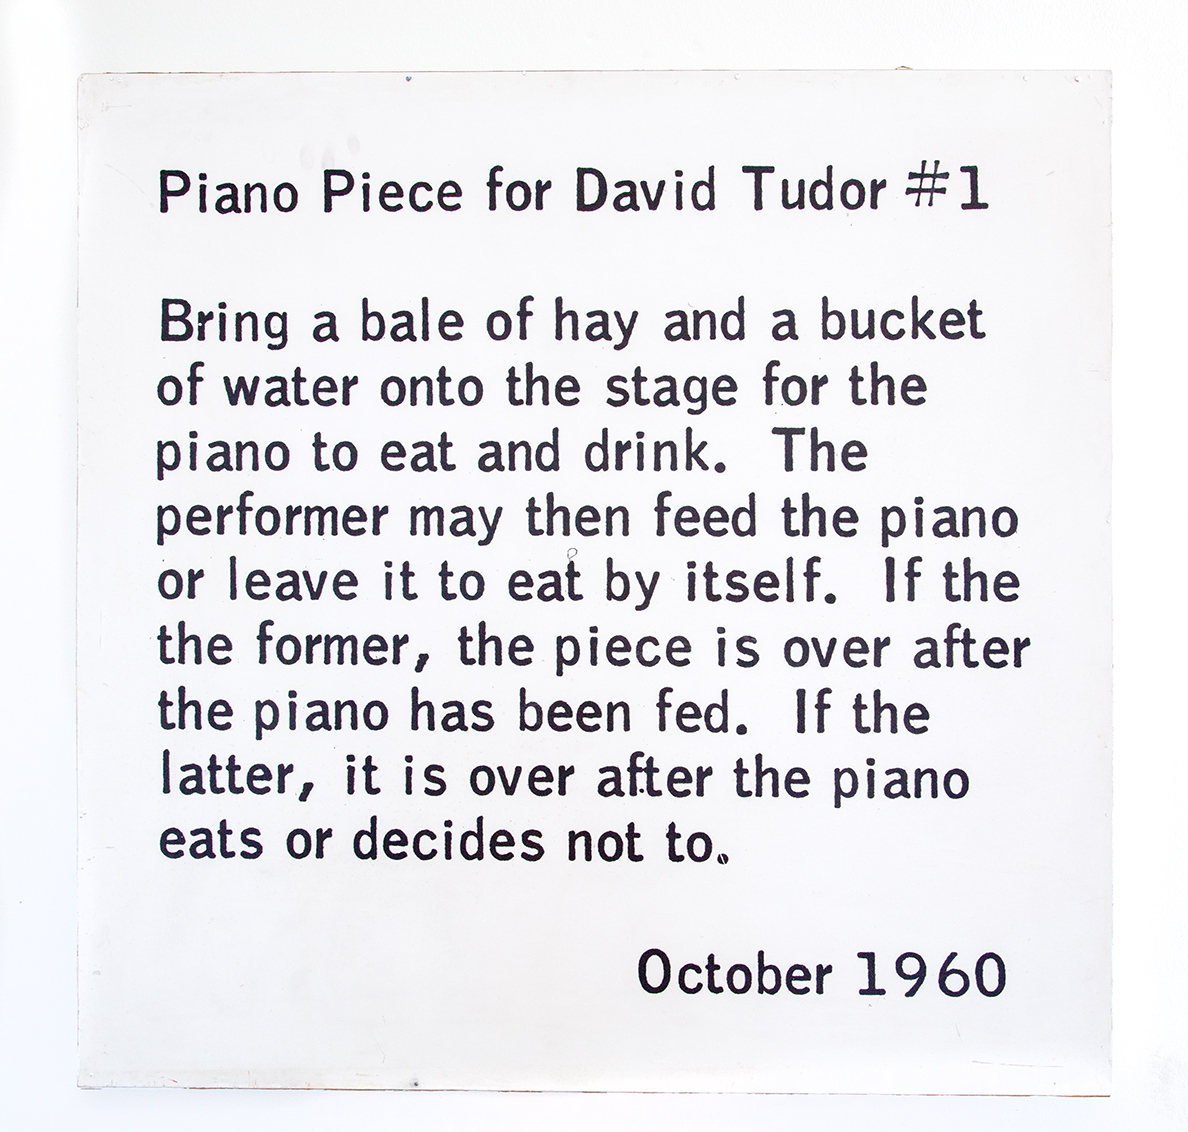 Piano Piece for David Tudor #1
Bring a bale of hay and a bucket
of water onto the stage for the
piano to eat and drink.  The
performer may then feed the piano
or leave it to eat by itself.  If the
the former, the piece is over after
the piano has been fed.  If the
latter, it is over after the piano
eats or decides not to.
October 1960